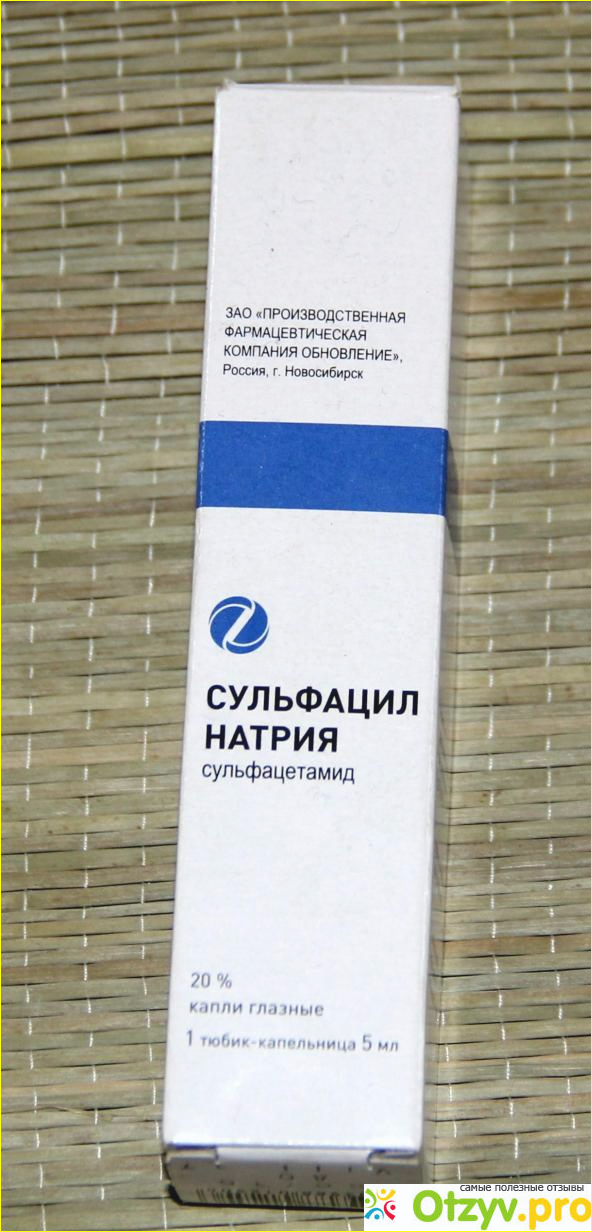 ЗАО «ПРОИЗВОДСТВЕННАЯ
ФАРМАЦЕВТИЧЕСКАЯ
КОМПАНИЯ ОБНОВЛЕНИЕ»,
Россия, г. Новосибирск
СУЛЬФАЦИЛ
НАТРИЯ
сульфацетамид
20 %
капли глазные
1 тюбик-капельница 5 мл
самые полезные отзывы
Otzyv.pro